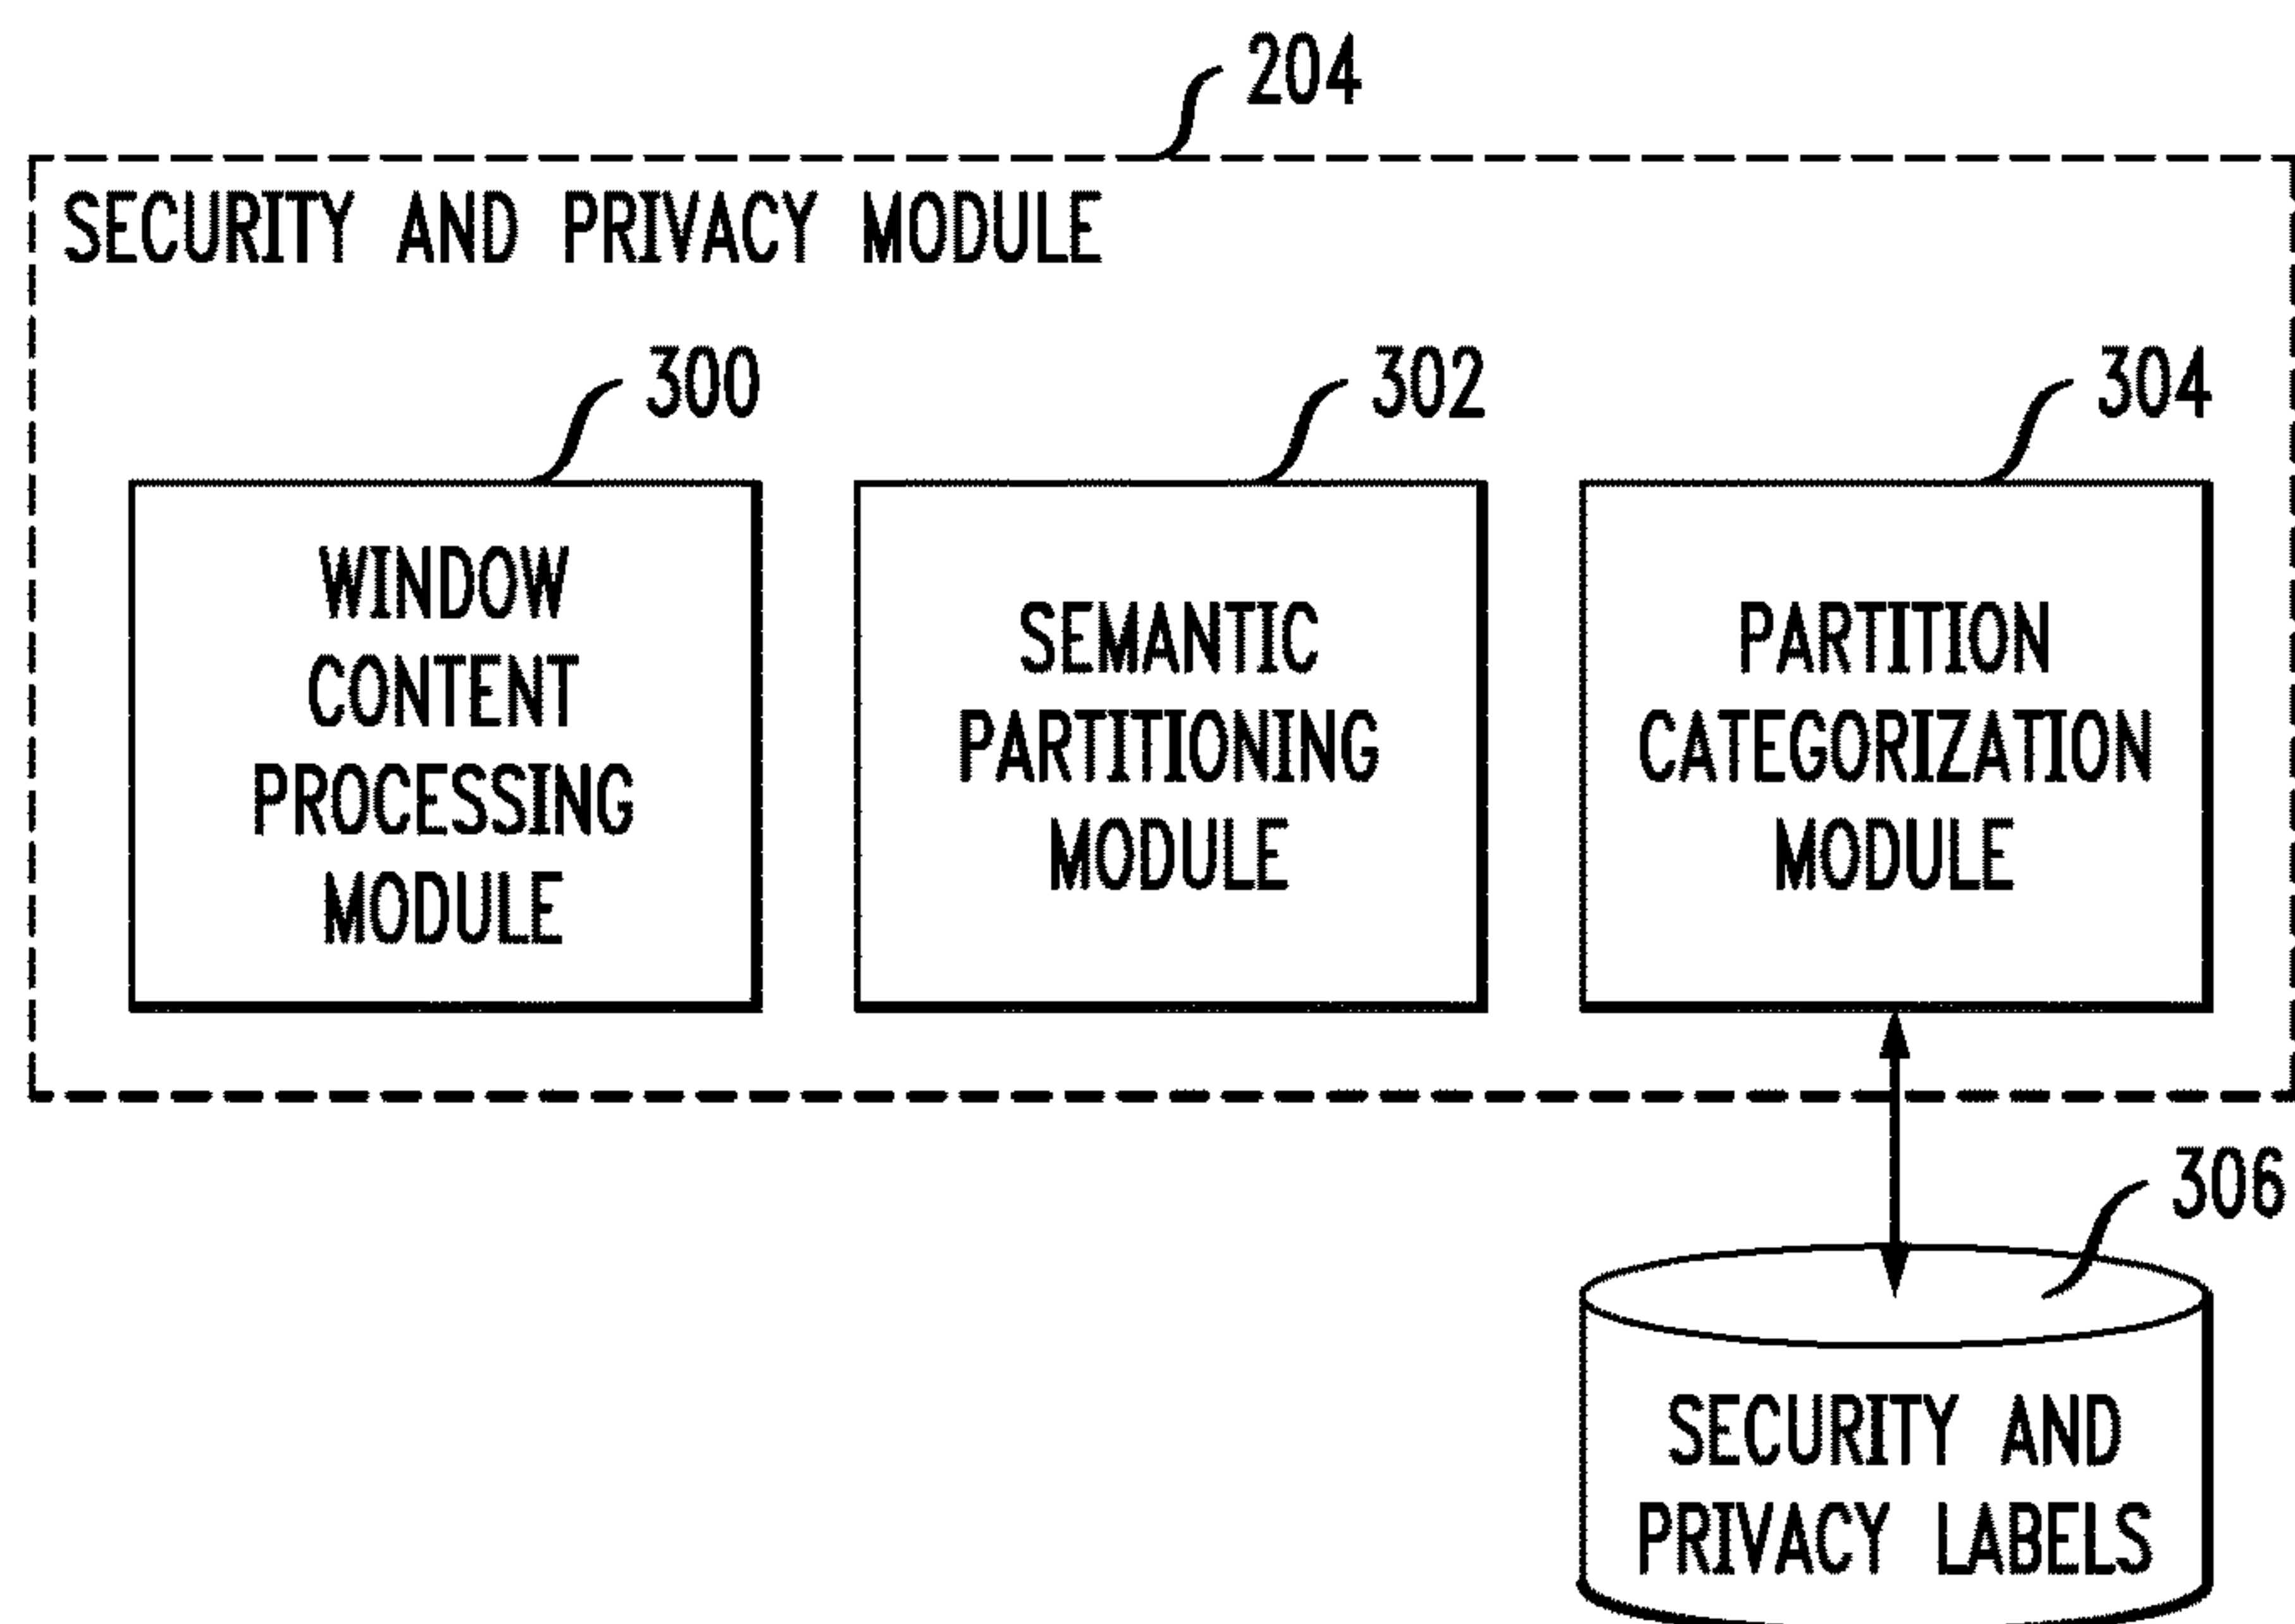 204
SECURITY AND PRIVACY MODULE
300
302
304
WINDOW
CONTENT
PROCESSING
MODULE
SEMANTIC
PARTITIONING
MODULE
PARTITION
CATEGORIZATION
MODULE
306
SECURITY AND
PRIVACY LABELS